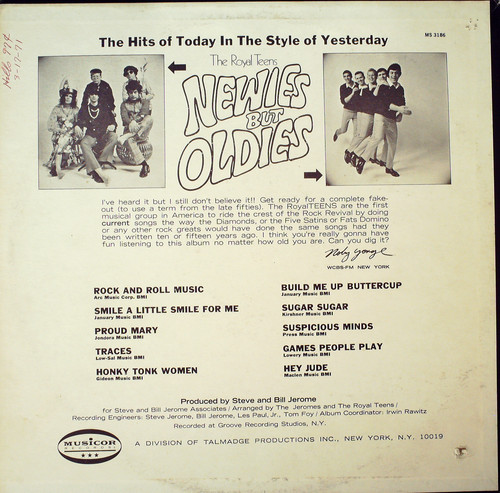 The Hits of Today In The Style of Yesterday
MS 3186
8-17-71
The Royal Teens
NEWIES
BUT
OLDIES
I've heard it but I still don't believe it!! Get ready for a complete fake-
out (to use a term from the late fifties). The RoyalTEENS are the first
musical group in America to ride the crest of the Rock Revival by doing
current songs the way the Diamonds, or the Five Satins or Fats Domino
or any other rock greats would have done the same songs had they
been written ten or fifteen years ago. I think you're really gonna have
fun listening to this album no matter how old you are. Can you dig it?
WCBS-FM NEW YORK
ROCK AND ROLL MUSIC
Arc Music Corp. BMI
SMILE A LITTLE SMILE FOR ME
January Music BMI
PROUD MARY
Jondora Music BMI
TRACES
Low-Sal Music BMI
HONKY TONK WOMEN
Gideon Music BMI
BUILD ME UP BUTTERCUP
January Music BMI
SUGAR SUGAR
Kirshner Music BMI
SUSPICIOUS MINDS
Press Music BMI
GAMES PEOPLE PLAY
Lowery Music BMI
HEY JUDE
Maclen Music BMI
Produced by Steve and Bill Jerome
for Steve and Bill Jerome Associates / Arranged by The Jeromes and The Royal Teens /
Recording Engineers: Steve Jerome, Bill Jerome, Les Paul, Jr., Tom Foy / Album Coordinator: Irwin Rawitz
Recorded at Groove Recording Studios, N.Y.
MUSICOR
RECORDS
A DIVISION OF TALMADGE PRODUCTIONS INC., NEW YORK, N.Y. 10019